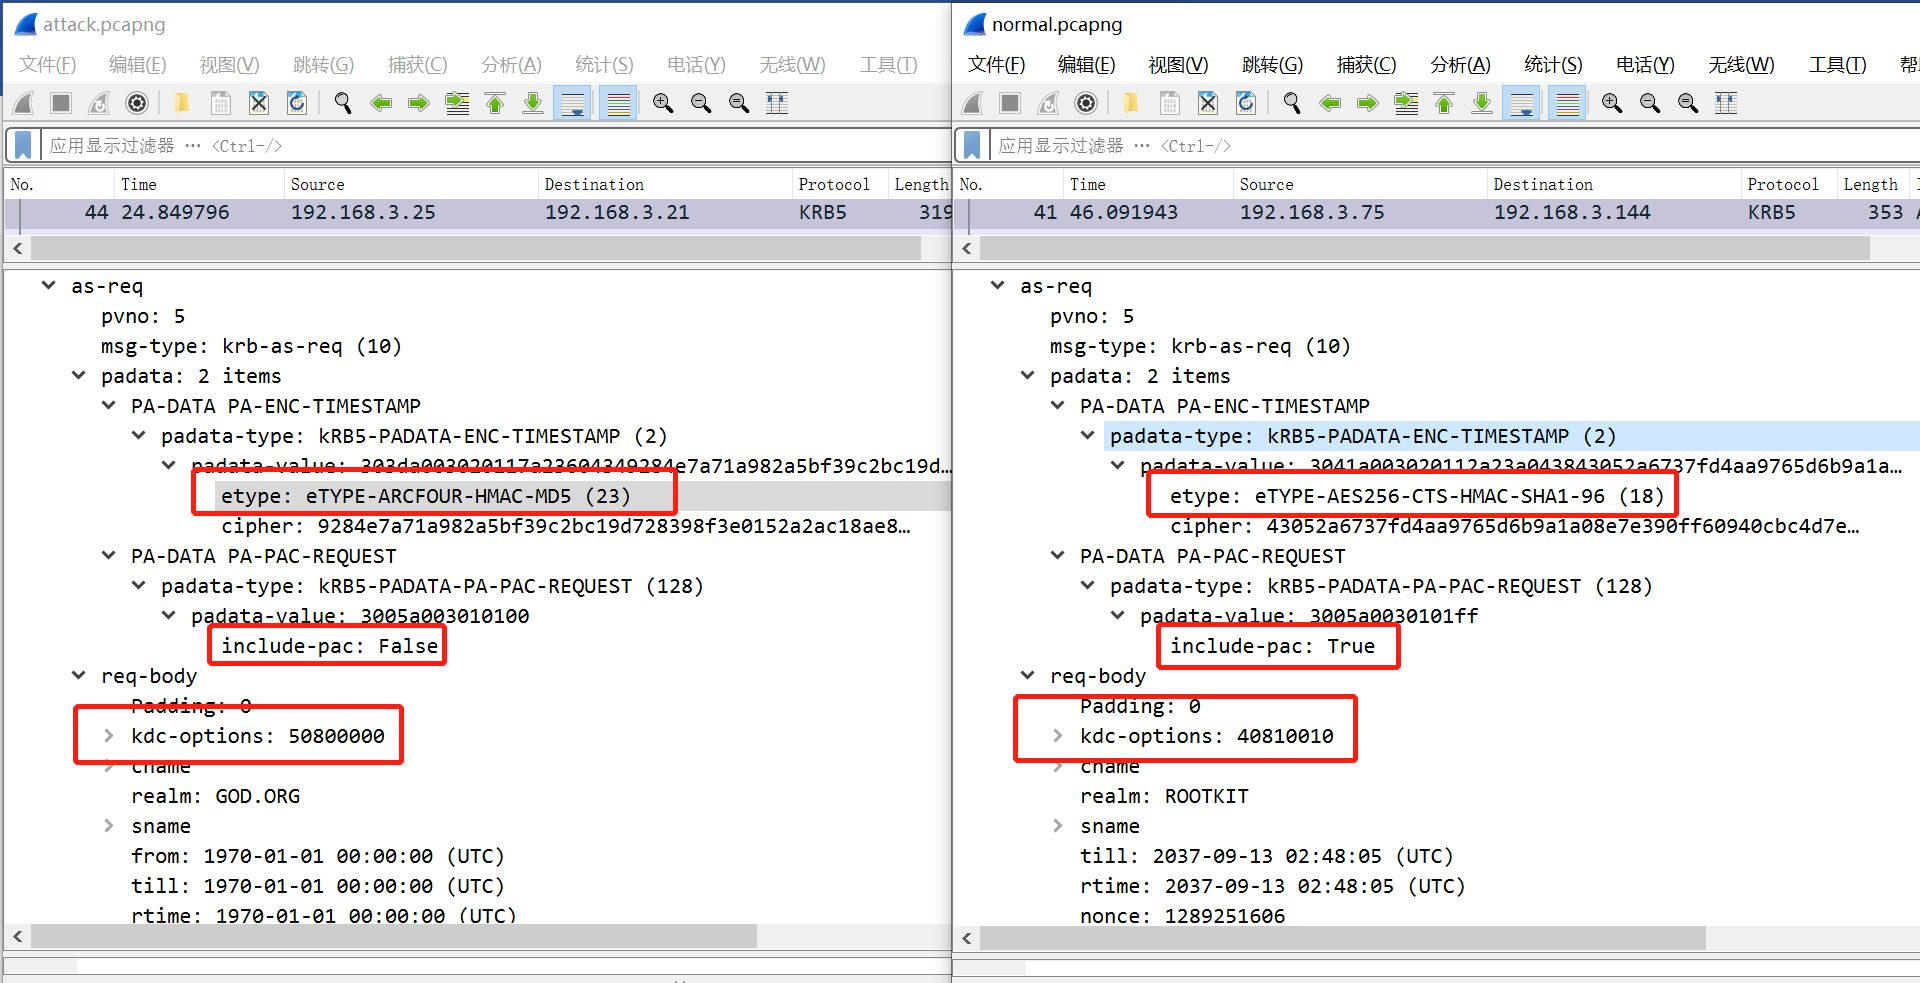 attack.pcapng
文件(F) 编辑(E) 视图(V) 跳转(G) 捕获(C) 分析(A) 统计(S) 电话(Y) 无线(W) 工具(T)
应用显示过滤器 … <Ctrl-/>
No. Time Source Destination Protocol Length
44 24.849796 192.168.3.25 192.168.3.21 KRB5 319
as-req
pvno: 5
msg-type: krb-as-req (10)
padata: 2 items
PA-DATA PA-ENC-TIMESTAMP
padata-type: kRB5-PADATA-ENC-TIMESTAMP (2)
padata-value: 303da003020117a23604349284e7a71a982a5bf39c2bc19d…
etype: eTYPE-ARCFOUR-HMAC-MD5 (23)
cipher: 9284e7a71a982a5bf39c2bc19d728398f3e0152a2ac18ae8…
PA-DATA PA-PAC-REQUEST
padata-type: kRB5-PADATA-PA-PAC-REQUEST (128)
padata-value: 3005a003010100
include-pac: False
req-body
Padding: 0
kdc-options: 50800000
cname
realm: GOD.ORG
sname
from: 1970-01-01 00:00:00 (UTC)
till: 1970-01-01 00:00:00 (UTC)
rtime: 1970-01-01 00:00:00 (UTC)
normal.pcapng
文件(F) 编辑(E) 视图(V) 跳转(G) 捕获(C) 分析(A) 统计(S) 电话(Y) 无线(W) 工具(T)
应用显示过滤器 … <Ctrl-/>
No. Time Source Destination Protocol Length
41 46.091943 192.168.3.75 192.168.3.144 KRB5 353
as-req
pvno: 5
msg-type: krb-as-req (10)
padata: 2 items
PA-DATA PA-ENC-TIMESTAMP
padata-type: kRB5-PADATA-ENC-TIMESTAMP (2)
padata-value: 3041a003020112a23a043843052a6737fd4aa9765d6b9a1a…
etype: eTYPE-AES256-CTS-HMAC-SHA1-96 (18)
cipher: 43052a6737fd4aa9765d6b9a1a08e7e390ff60940cbc4d7e…
PA-DATA PA-PAC-REQUEST
padata-type: kRB5-PADATA-PA-PAC-REQUEST (128)
padata-value: 3005a0030101ff
include-pac: True
req-body
Padding: 0
kdc-options: 40810010
cname
realm: ROOTKIT
sname
till: 2037-09-13 02:48:05 (UTC)
rtime: 2037-09-13 02:48:05 (UTC)
nonce: 1289251606